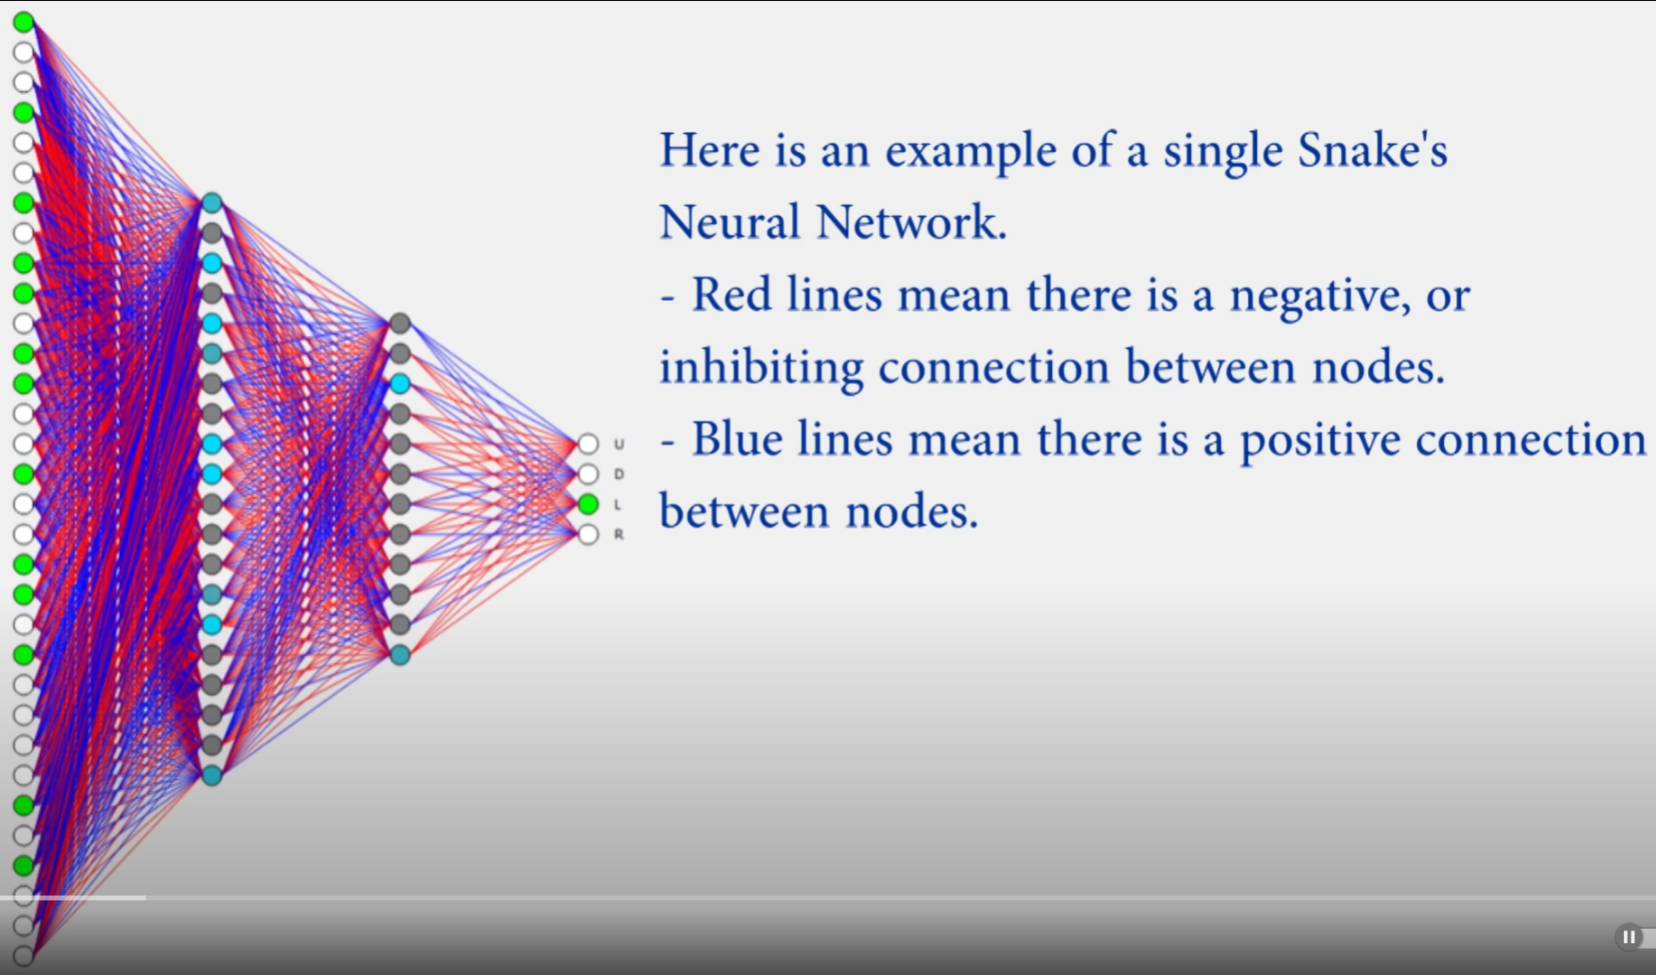 Here is an example of a single Snake's
Neural Network.
- Red lines mean there is a negative, or
inhibiting connection between nodes.
- Blue lines mean there is a positive connection
between nodes.
U
D
L
R